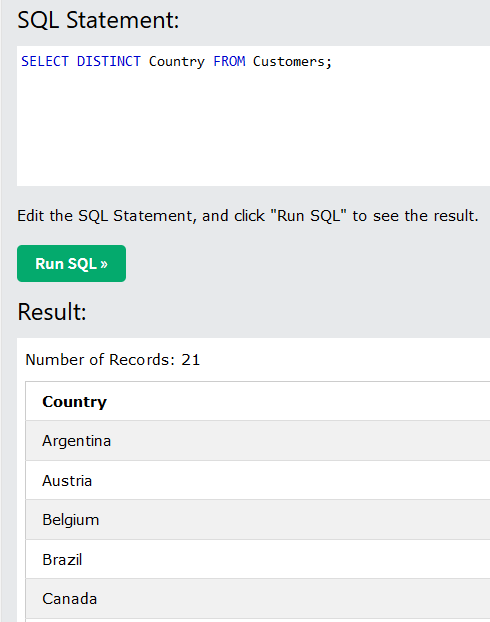 SQL Statement:
SELECT DISTINCT Country FROM Customers;
Edit the SQL Statement, and click "Run SQL" to see the result.
Run SQL »
Result:
Number of Records: 21
Country
Argentina
Austria
Belgium
Brazil
Canada